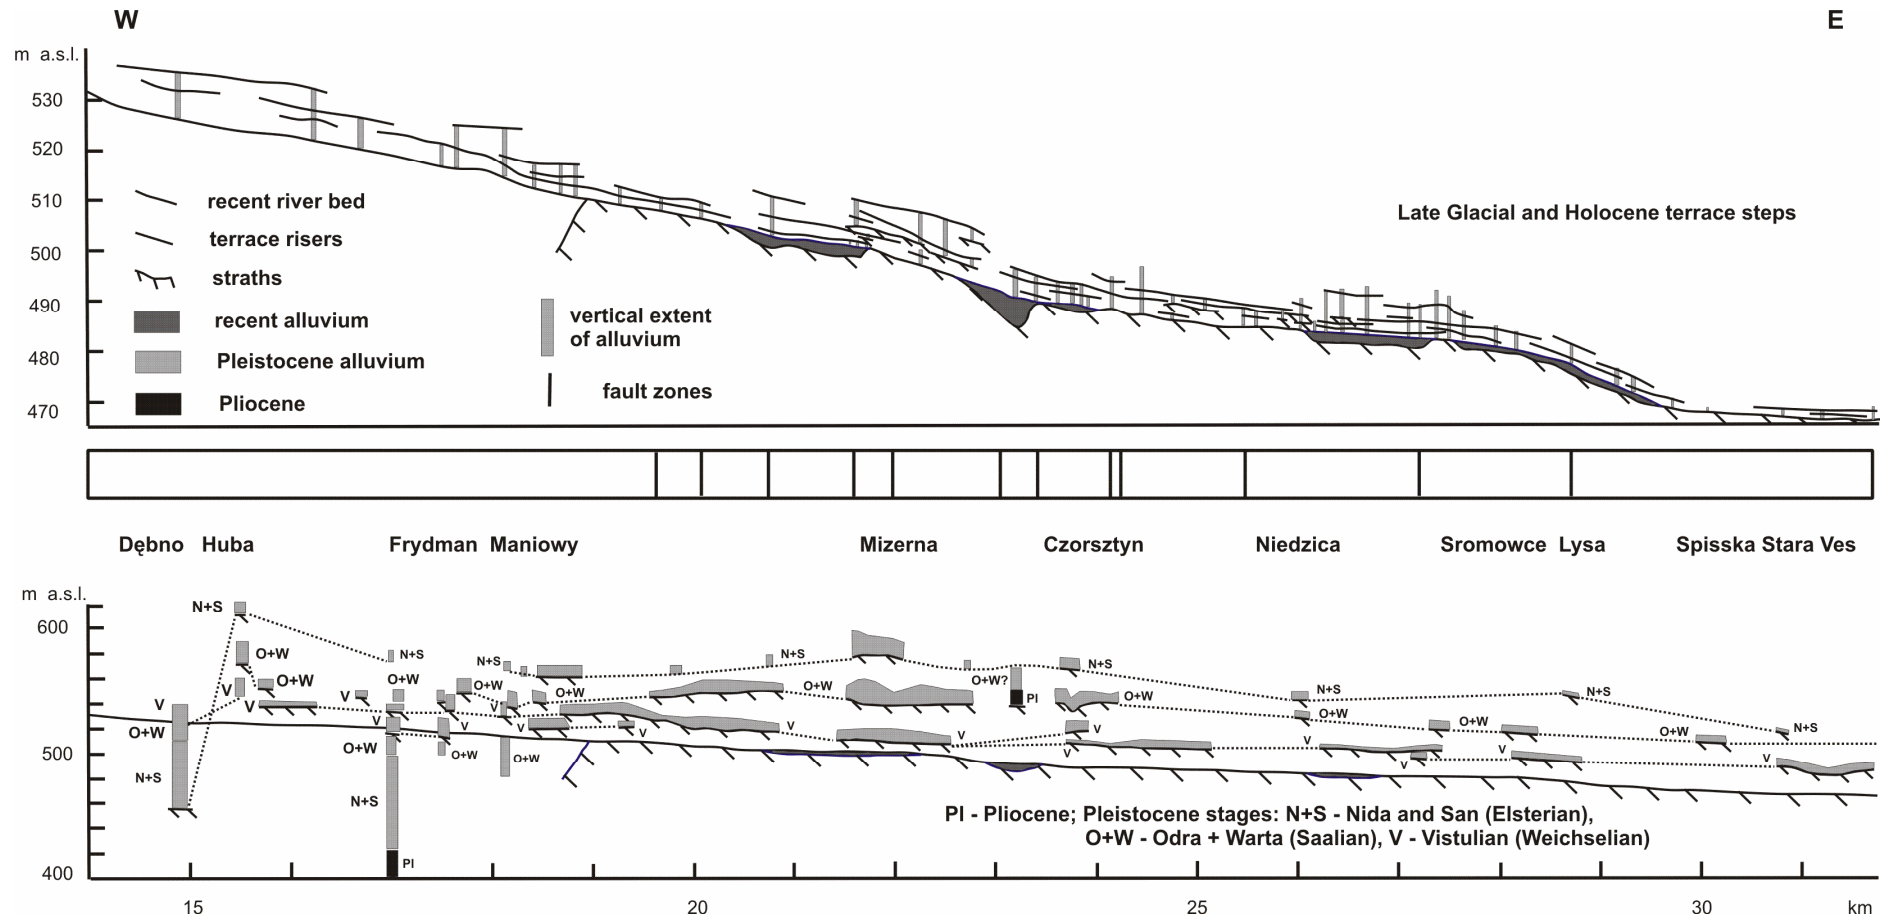 W E
m a.s.l.
530
520
510
500
490
480
470
recent river bed
terrace risers
straths
recent alluvium
Pleistocene alluvium
Pliocene
vertical extent
of alluvium
fault zones
Late Glacial and Holocene terrace steps
Dębno Huba Frydman Maniowy Mizerna Czorsztyn Niedzica Sromowce Lysa Spisska Stara Ves
m a.s.l.
600
500
400
N+S
O+W
V
O+W
V
V
O+W
N+S
N+S
O+W
V
V
O+W
N+S
Pl
N+S
O+W
V
O+W
O+W
O+W
V
V
N+S
O+W
V
V
O+W?
Pl
N+S
O+W
V
V
N+S
O+W
V
V
O+W
V
N+S
O+W
N+S
V
Pl - Pliocene; Pleistocene stages: N+S - Nida and San (Elsterian),
O+W - Odra + Warta (Saalian), V - Vistulian (Weichselian)
15 20 25 30 km